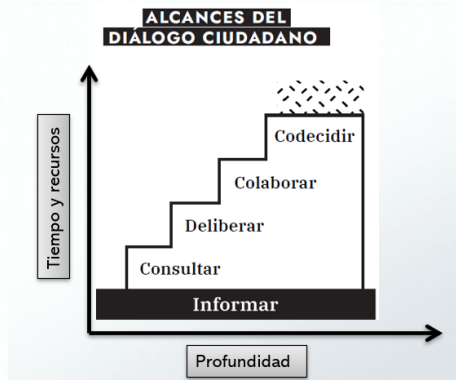 ALCANCES DEL
DIÁLOGO CIUDADANO
Tiempo y recursos
Codecidir
Colaborar
Deliberar
Consultar
Informar
Profundidad